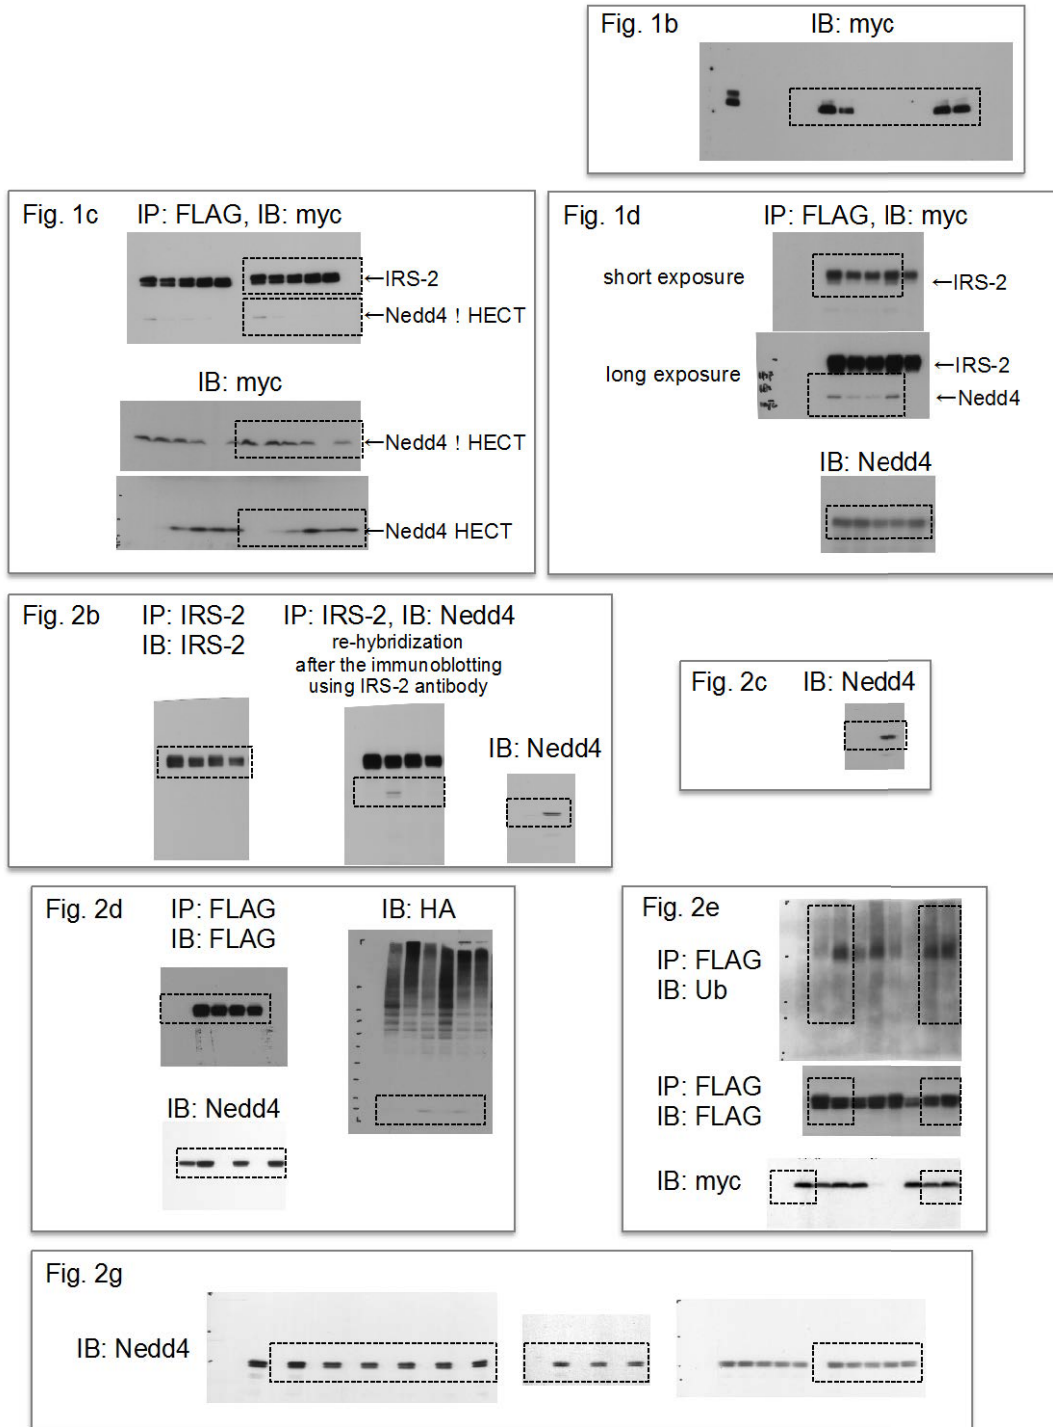 Fig. 1b IB: myc
Fig. 1c IP: FLAG, IB: myc
←IRS-2
←Nedd4 ! HECT
IB: myc
←Nedd4 ! HECT
←Nedd4 HECT
Fig. 1d IP: FLAG, IB: myc
short exposure
←IRS-2
long exposure
←IRS-2
←Nedd4
IB: Nedd4
Fig. 2b IP: IRS-2
IB: IRS-2
IP: IRS-2, IB: Nedd4
re-hybridization
after the immunoblotting
using IRS-2 antibody
IB: Nedd4
Fig. 2c IB: Nedd4
Fig. 2d IP: FLAG
IB: FLAG
IB: HA
IB: Nedd4
Fig. 2e
IP: FLAG
IB: Ub
IP: FLAG
IB: FLAG
IB: myc
Fig. 2g
IB: Nedd4